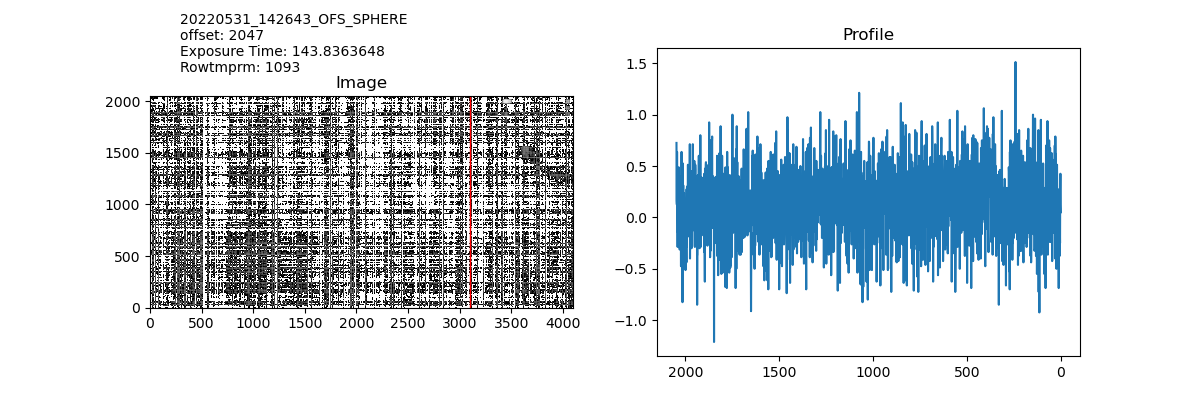 20220531_142643_OFS_SPHERE
offset: 2047
Exposure Time: 143.8363648
Rowtmprm: 1093
Image
2000
1500
1000
500
0
0 500 1000 1500 2000 2500 3000 3500 4000
Profile
1.5
1.0
0.5
0.0
−0.5
−1.0
2000 1500 1000 500 0